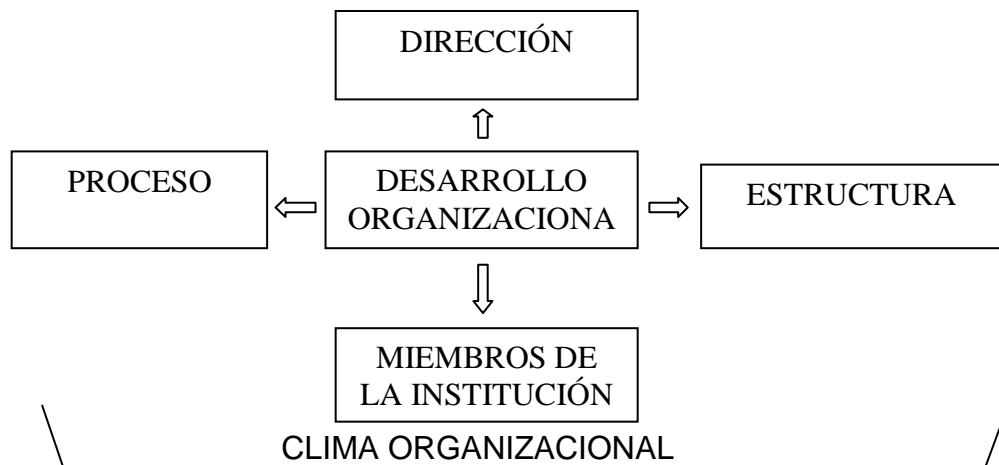 DIRECCIÓN
PROCESO
DESARROLLO
ORGANIZACIONA
ESTRUCTURA
MIEMBROS DE
LA INSTITUCIÓN
CLIMA ORGANIZACIONAL